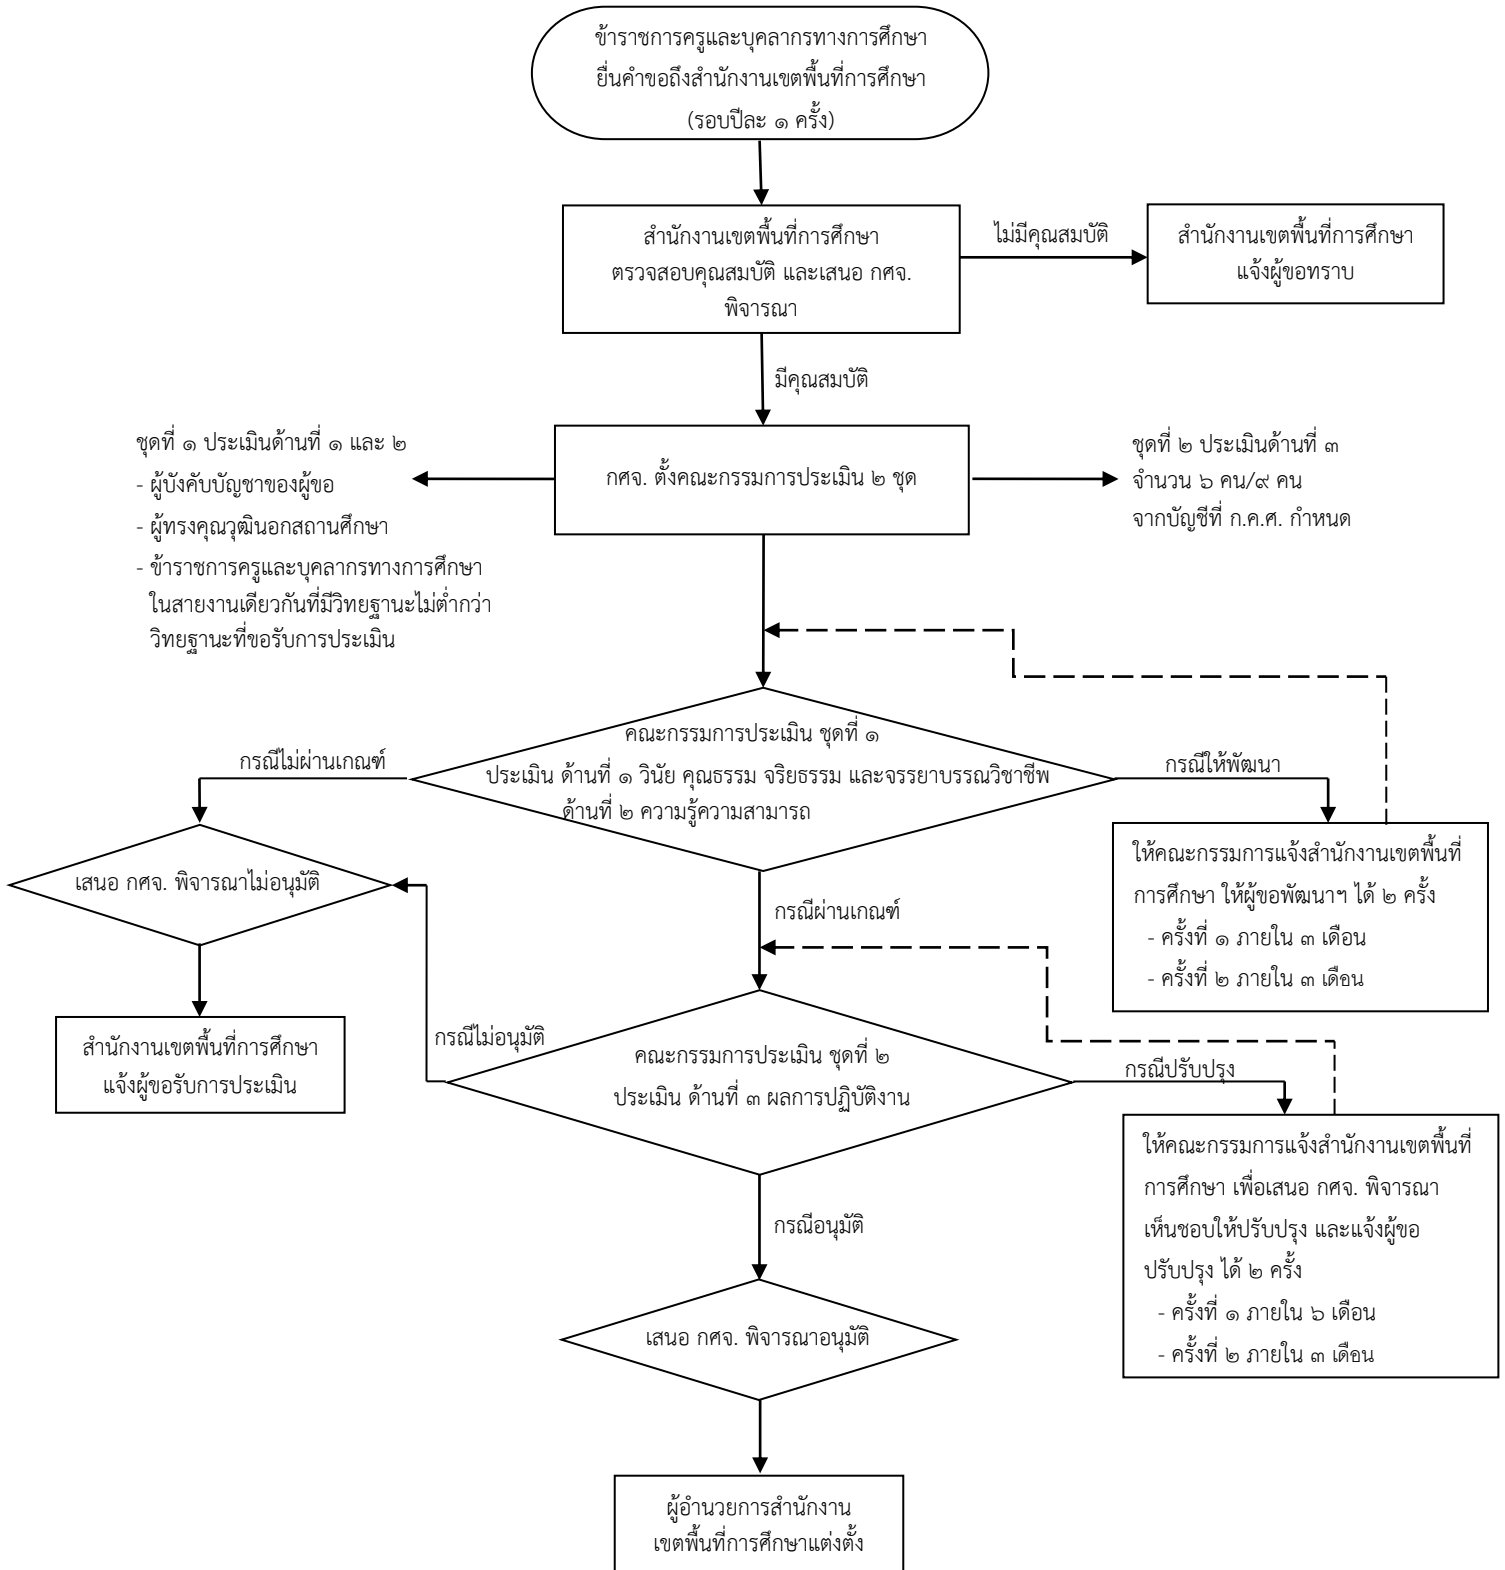 ข้าราชการครูและบุคลากรทางการศึกษา
ยื่นคำขอถึงสำนักงานเขตพื้นที่การศึกษา
(รอบปีละ ๑ ครั้ง)
สำนักงานเขตพื้นที่การศึกษา
ตรวจสอบคุณสมบัติ และเสนอ กศจ.
พิจารณา
ไม่มีคุณสมบัติ
สำนักงานเขตพื้นที่การศึกษา
แจ้งผู้ขอทราบ
มีคุณสมบัติ
ชุดที่ ๑ ประเมินด้านที่ ๑ และ ๒
- ผู้บังคับบัญชาของผู้ขอ
- ผู้ทรงคุณวุฒินอกสถานศึกษา
- ข้าราชการครูและบุคลากรทางการศึกษา
ในสายงานเดียวกันที่มีวิทยฐานะไม่ต่ำกว่า
วิทยฐานะที่ขอรับการประเมิน
กศจ. ตั้งคณะกรรมการประเมิน ๒ ชุด
ชุดที่ ๒ ประเมินด้านที่ ๓
จำนวน ๖ คน/๙ คน
จากบัญชีที่ ก.ค.ศ. กำหนด
คณะกรรมการประเมิน ชุดที่ ๑
ประเมิน ด้านที่ ๑ วินัย คุณธรรม จริยธรรม และจรรยาบรรณวิชาชีพ
ด้านที่ ๒ ความรู้ความสามารถ
กรณีไม่ผ่านเกณฑ์
กรณีให้พัฒนา
เสนอ กศจ. พิจารณาไม่อนุมัติ
ให้คณะกรรมการแจ้งสำนักงานเขตพื้นที่
การศึกษา ให้ผู้ขอพัฒนาฯ ได้ ๒ ครั้ง
- ครั้งที่ ๑ ภายใน ๓ เดือน
- ครั้งที่ ๒ ภายใน ๓ เดือน
กรณีผ่านเกณฑ์
สำนักงานเขตพื้นที่การศึกษา
แจ้งผู้ขอรับการประเมิน
กรณีไม่อนุมัติ
คณะกรรมการประเมิน ชุดที่ ๒
ประเมิน ด้านที่ ๓ ผลการปฏิบัติงาน
กรณีปรับปรุง
ให้คณะกรรมการแจ้งสำนักงานเขตพื้นที่
การศึกษา เพื่อเสนอ กศจ. พิจารณา
เห็นชอบให้ปรับปรุง และแจ้งผู้ขอ
ปรับปรุง ได้ ๒ ครั้ง
- ครั้งที่ ๑ ภายใน ๖ เดือน
- ครั้งที่ ๒ ภายใน ๓ เดือน
กรณีอนุมัติ
เสนอ กศจ. พิจารณาอนุมัติ
ผู้อำนวยการสำนักงาน
เขตพื้นที่การศึกษาแต่งตั้ง